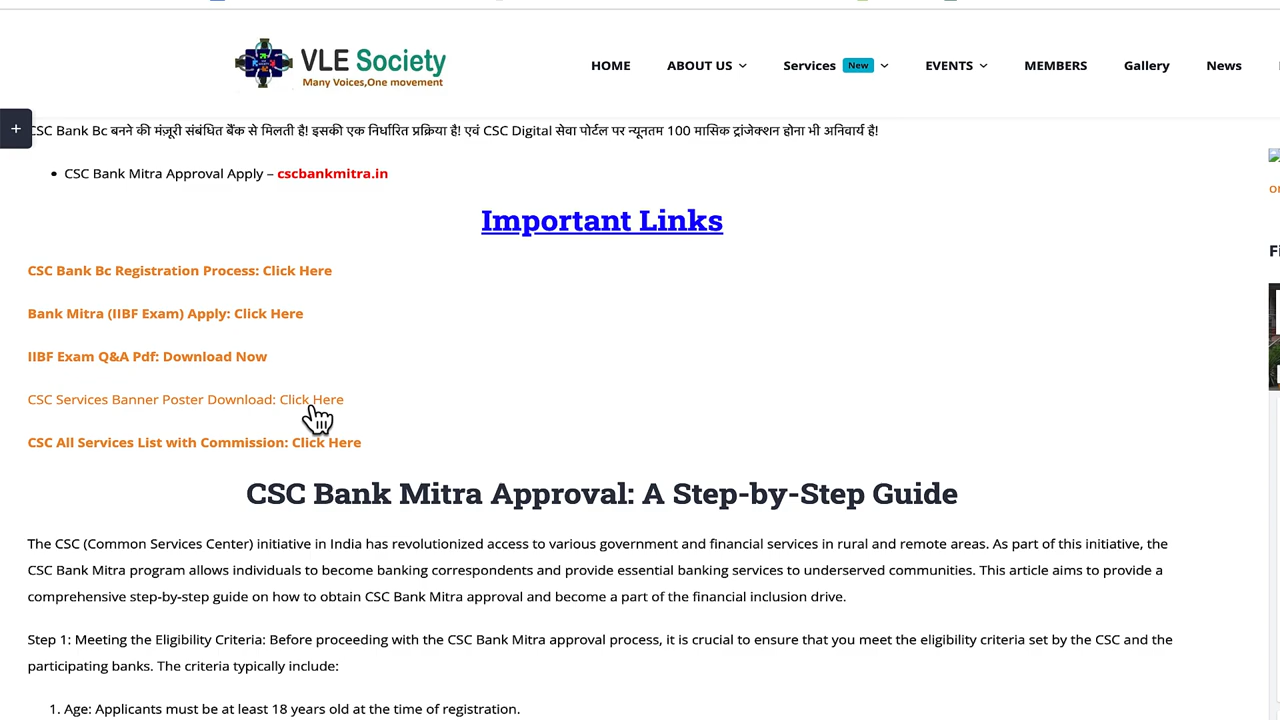 VLE Society
Many Voices,One movement
HOME
ABOUT US
Services
New
EVENTS
MEMBERS
Gallery
News
+
CSC Bank Bc बनने की मंजूरी संबंधित बैंक से मिलती है! इसकी एक निर्धारित प्रक्रिया है! एवं CSC Digital सेवा पोर्टल पर न्यूनतम 100 मासिक ट्रांजेक्शन होना भी अनिवार्य है!
• CSC Bank Mitra Approval Apply – cscbankmitra.in
Important Links
CSC Bank Bc Registration Process: Click Here
Bank Mitra (IIBF Exam) Apply: Click Here
IIBF Exam Q&A Pdf: Download Now
CSC Services Banner Poster Download: Click Here
CSC All Services List with Commission: Click Here
CSC Bank Mitra Approval: A Step-by-Step Guide
The CSC (Common Services Center) initiative in India has revolutionized access to various government and financial services in rural and remote areas. As part of this initiative, the
CSC Bank Mitra program allows individuals to become banking correspondents and provide essential banking services to underserved communities. This article aims to provide a
comprehensive step-by-step guide on how to obtain CSC Bank Mitra approval and become a part of the financial inclusion drive.
Step 1: Meeting the Eligibility Criteria: Before proceeding with the CSC Bank Mitra approval process, it is crucial to ensure that you meet the eligibility criteria set by the CSC and the
participating banks. The criteria typically include:
1. Age: Applicants must be at least 18 years old at the time of registration.